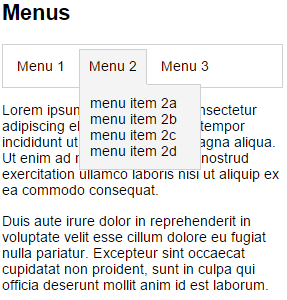 Menus
Menu 1 Menu 2 Menu 3
menu item 2a
menu item 2b
menu item 2c
menu item 2d
Lorem ipsum nsectetur
adipiscing el tempor
incididunt ut agna aliqua.
Ut enim ad nostrud
exercitation ullamco laboris nisi ut aliquip ex
ea commodo consequat.
Duis aute irure dolor in reprehenderit in
voluptate velit esse cillum dolore eu fugiat
nulla pariatur. Excepteur sint occaecat
cupidatat non proident, sunt in culpa qui
officia deserunt mollit anim id est laborum.